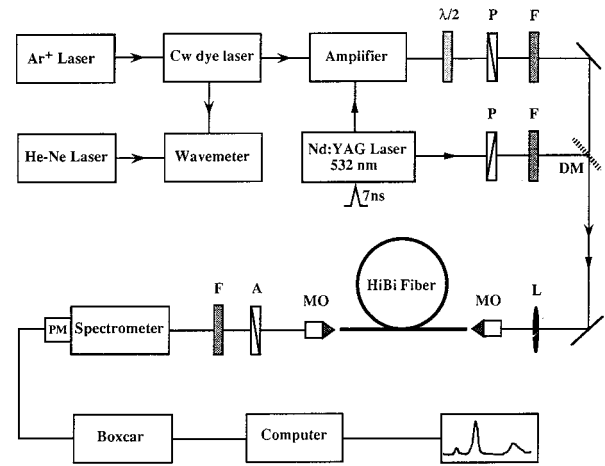 λ/2 P F
Ar⁺ Laser Cw dye laser Amplifier
He-Ne Laser Wavemeter Nd:YAG Laser
532 nm
P F
DM
7ns
HiBi Fiber
F A MO MO L
PM Spectrometer
Boxcar Computer